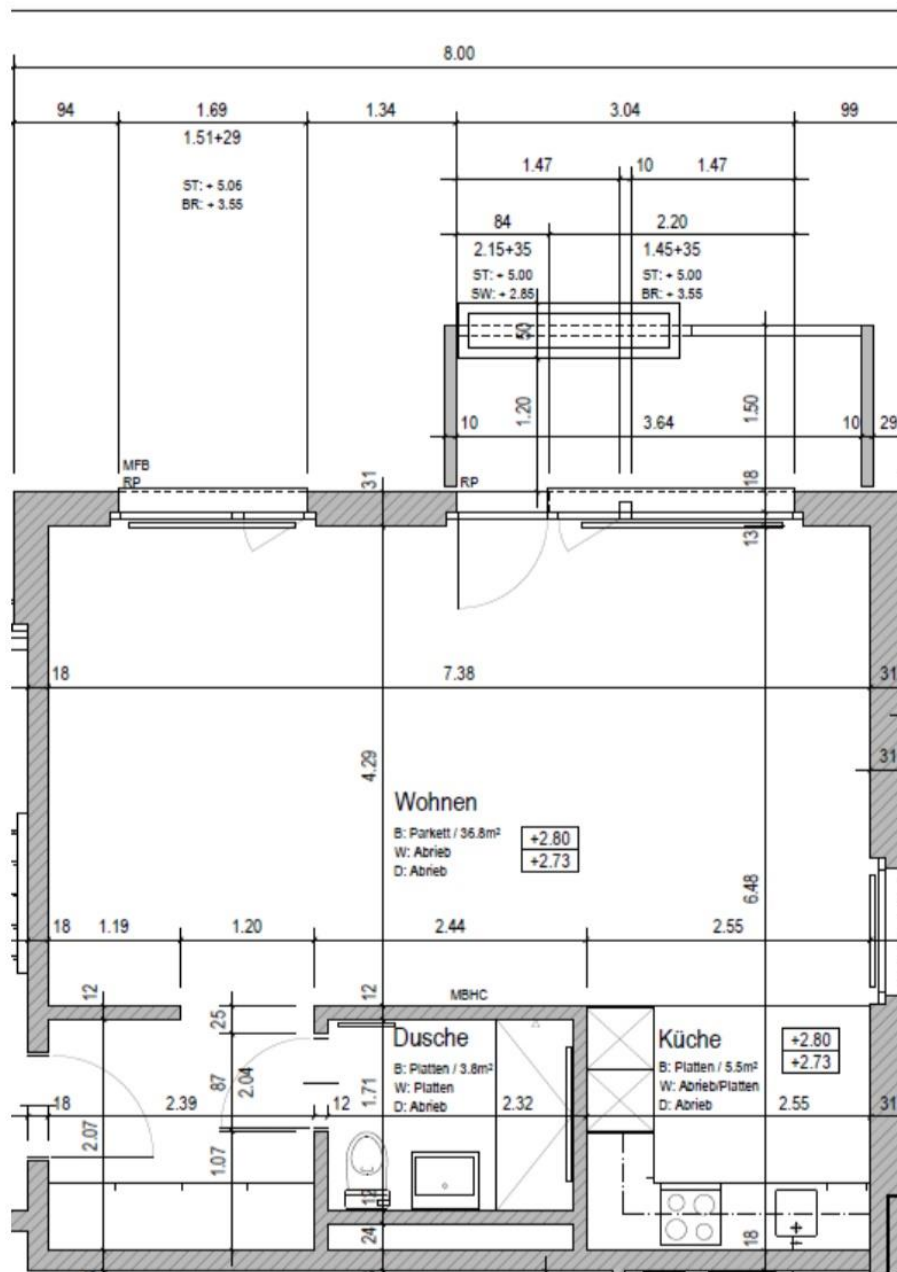 8.00
94 1.69 1.34 3.04 99
1.51+29
1.47 10 1.47
ST: + 5.06
BR: + 3.55
84 2.20
2.15+35 1.45+35
ST: + 5.00 ST: + 5.00
SW: + 2.85 BR: + 3.55
50
1.20
1.50
10 3.64 10 29
MFB
RP
31
RP
18
13
18 7.38 31
4.29
31
Wohnen
B: Parkett / 36.8m²
W: Abrieb
D: Abrieb
+2.80
+2.73
6.48
18 1.19 1.20 2.44 2.55
12
12
MBHC
25
Dusche
B: Platten / 3.8m²
W: Platten
D: Abrieb
Küche
B: Platten / 5.5m²
W: Abrieb/Platten
D: Abrieb
+2.80
+2.73
87
2.04
1.71
18 2.39 12 2.32 2.55 31
2.07
1.07
12
24
18